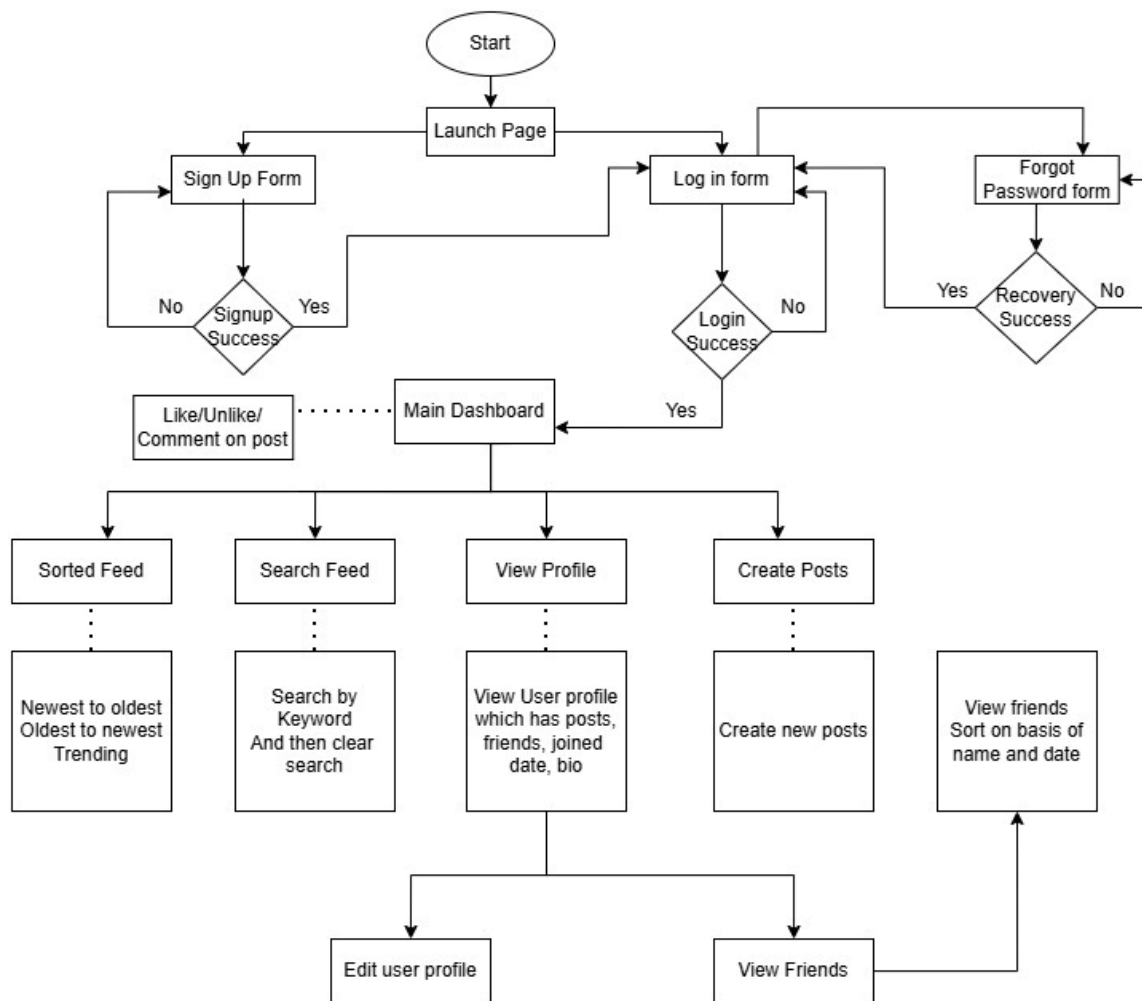 Start
Launch Page
Sign Up Form
Log in form
Forgot
Password form
No
Signup
Success
Yes
Login
Success
No
Yes
Recovery
Success
No
Like/Unlike/
Comment on post
Main Dashboard
Yes
Sorted Feed
Search Feed
View Profile
Create Posts
Newest to oldest
Oldest to newest
Trending
Search by
Keyword
And then clear
search
View User profile
which has posts,
friends, joined
date, bio
Create new posts
View friends
Sort on basis of
name and date
Edit user profile
View Friends